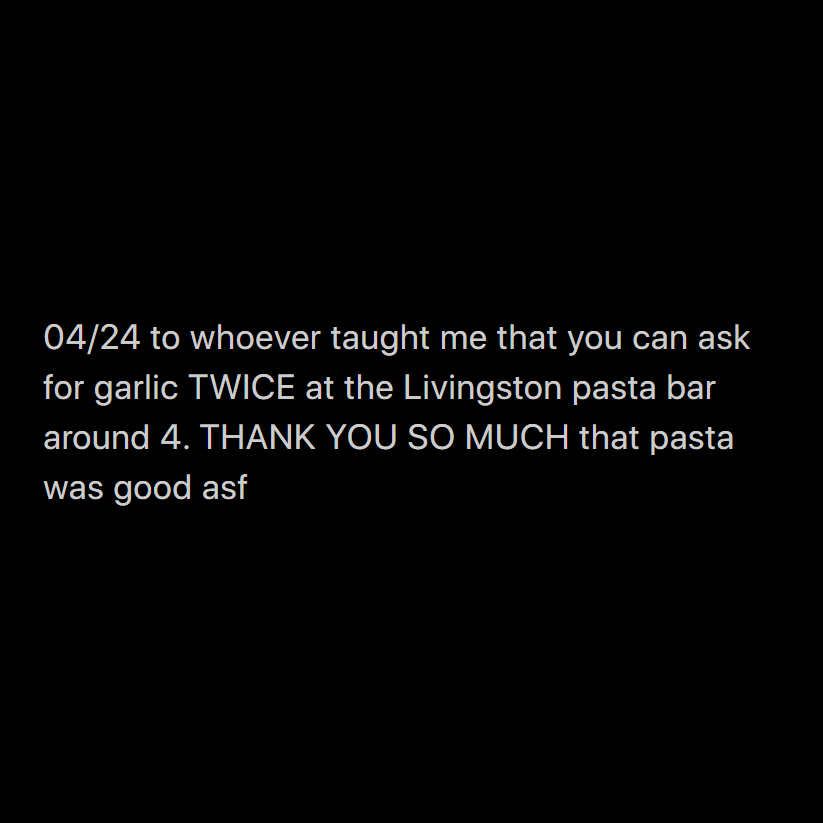 04/24 to whoever taught me that you can ask
for garlic TWICE at the Livingston pasta bar
around 4. THANK YOU SO MUCH that pasta
was good asf